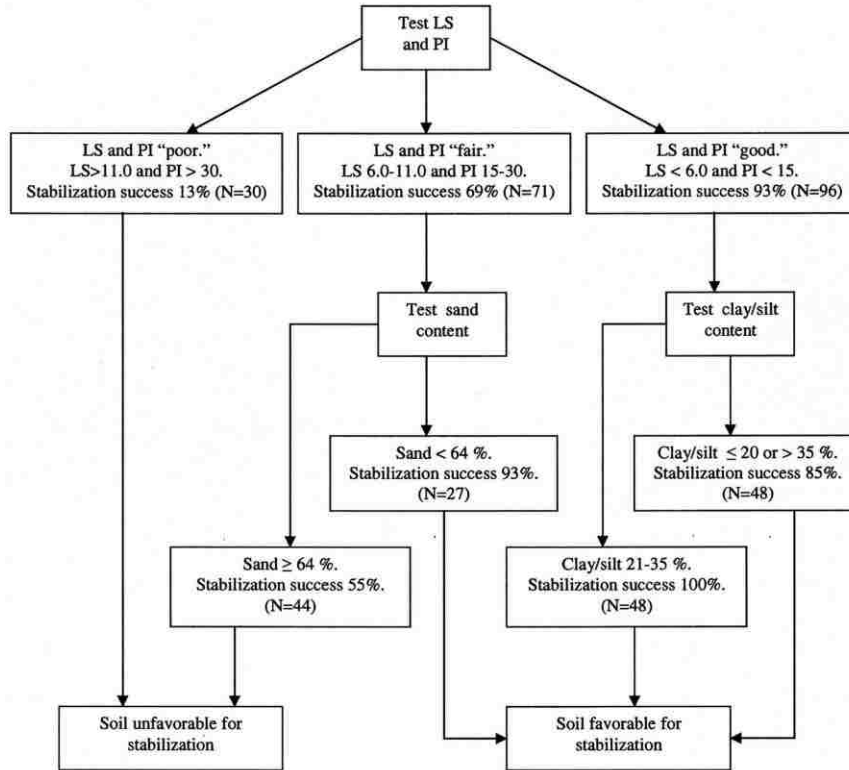 Test LS
and PI
LS and PI “poor.”
LS>11.0 and PI > 30.
Stabilization success 13% (N=30)
LS and PI “fair.”
LS 6.0-11.0 and PI 15-30.
Stabilization success 69% (N=71)
LS and PI “good.”
LS < 6.0 and PI < 15.
Stabilization success 93% (N=96)
Test sand
content
Test clay/silt
content
Sand < 64 %.
Stabilization success 93%.
(N=27)
Clay/silt ≤ 20 or > 35 %.
Stabilization success 85%.
(N=48)
Sand ≥ 64 %.
Stabilization success 55%.
(N=44)
Clay/silt 21-35 %.
Stabilization success 100%.
(N=48)
Soil unfavorable for
stabilization
Soil favorable for
stabilization